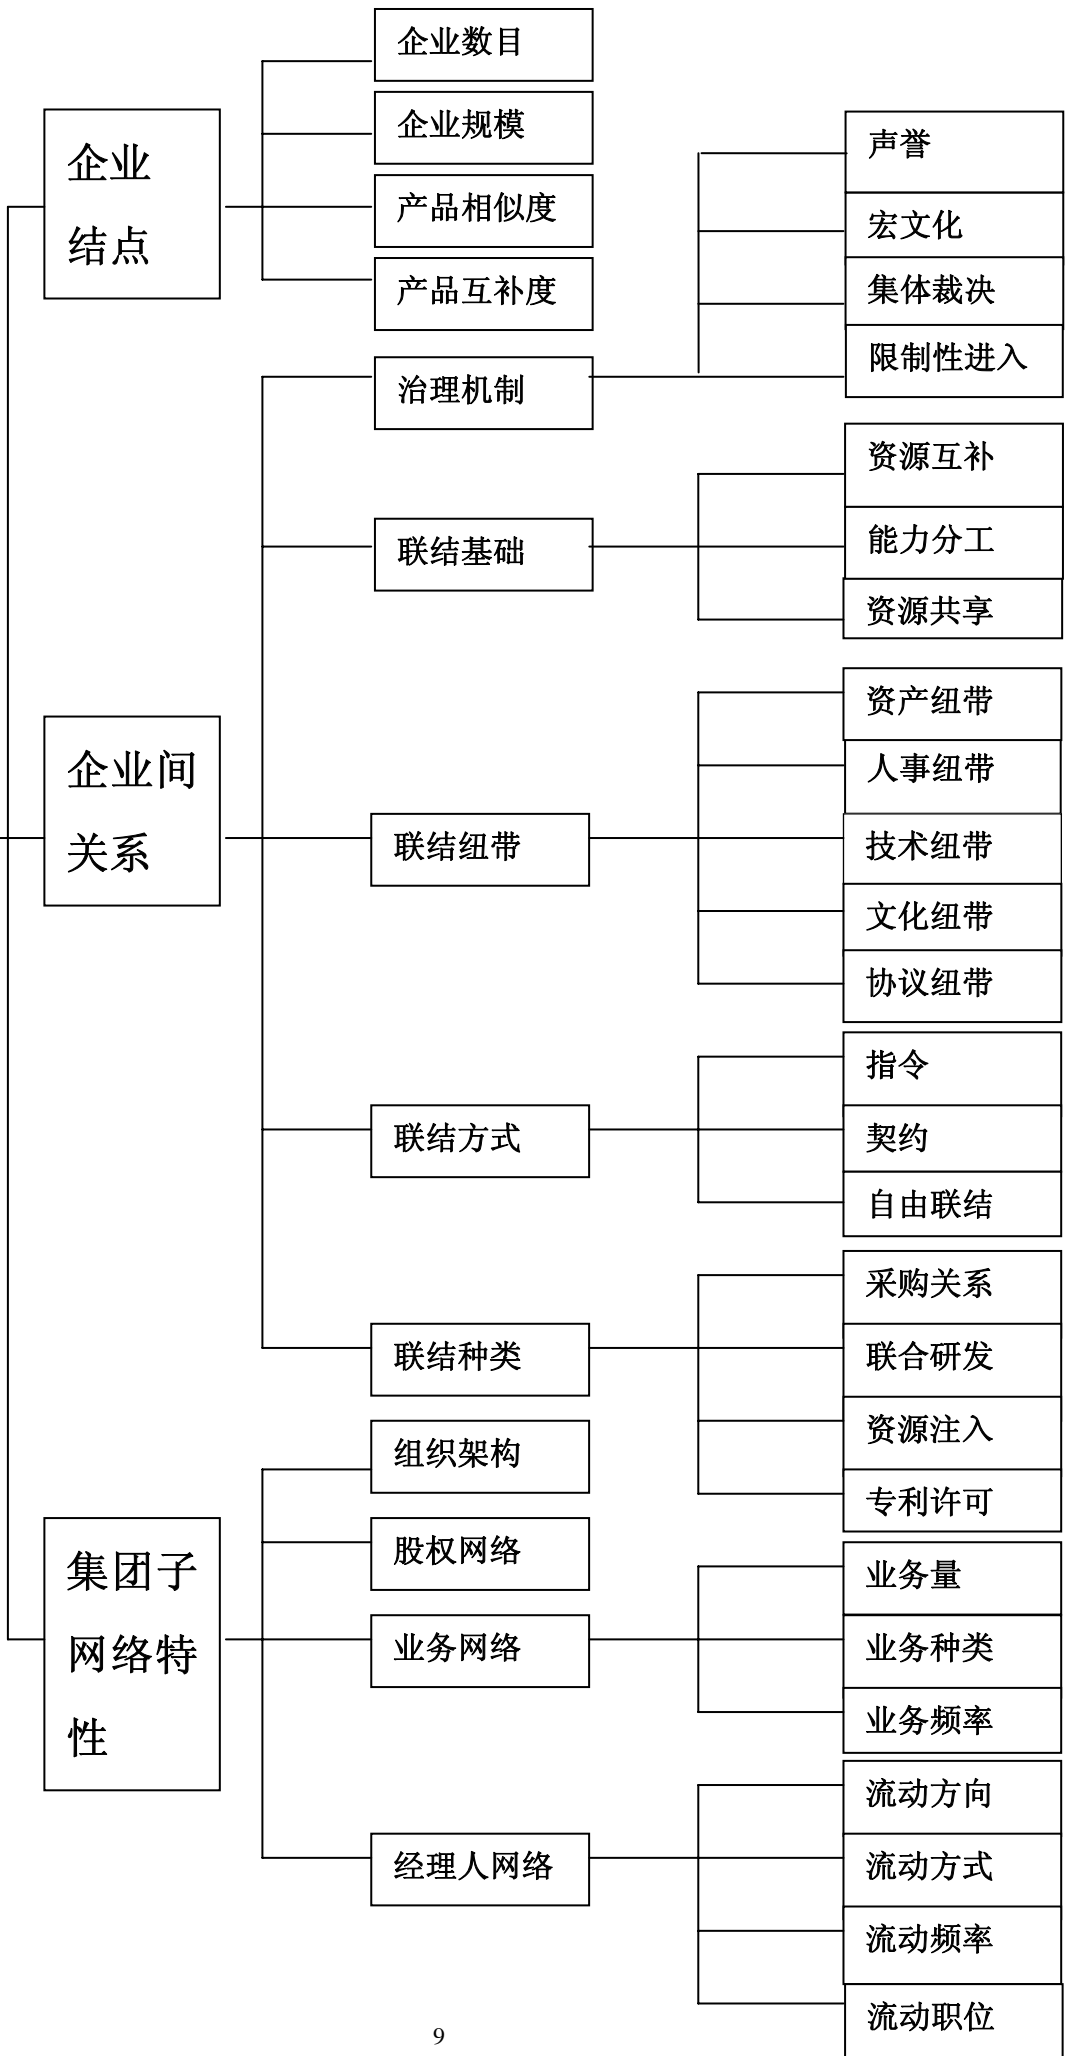 企业
结点
企业数目
企业规模
产品相似度
产品互补度
企业间
关系
治理机制
声誉
宏文化
集体裁决
限制性进入
联结基础
资源互补
能力分工
资源共享
联结纽带
资产纽带
人事纽带
技术纽带
文化纽带
协议纽带
联结方式
指令
契约
自由联结
联结种类
采购关系
联合研发
资源注入
专利许可
集团子
网络特
性
组织架构
股权网络
业务网络
业务量
业务种类
业务频率
经理人网络
流动方向
流动方式
流动频率
流动职位
9